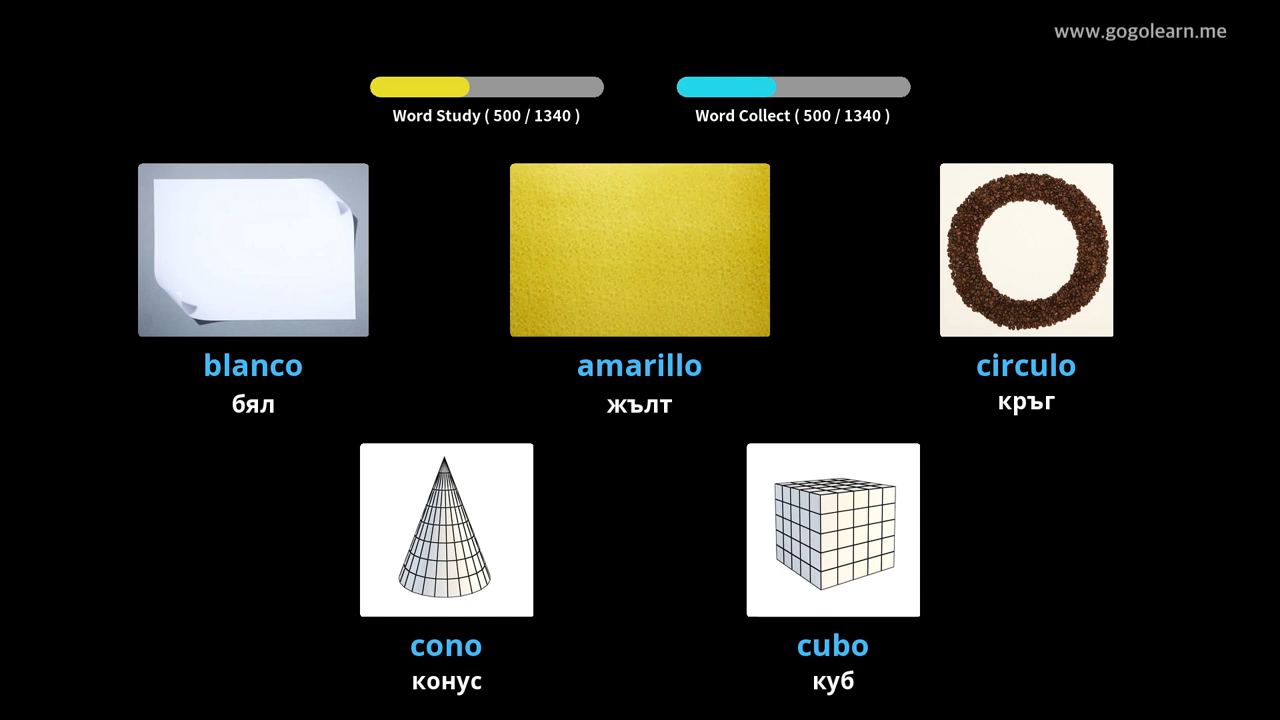 www.gogolearn.me
Word Study ( 500 / 1340 )
Word Collect ( 500 / 1340 )
blanco
бял
amarillo
жълт
circulo
кръг
cono
конус
cubo
куб